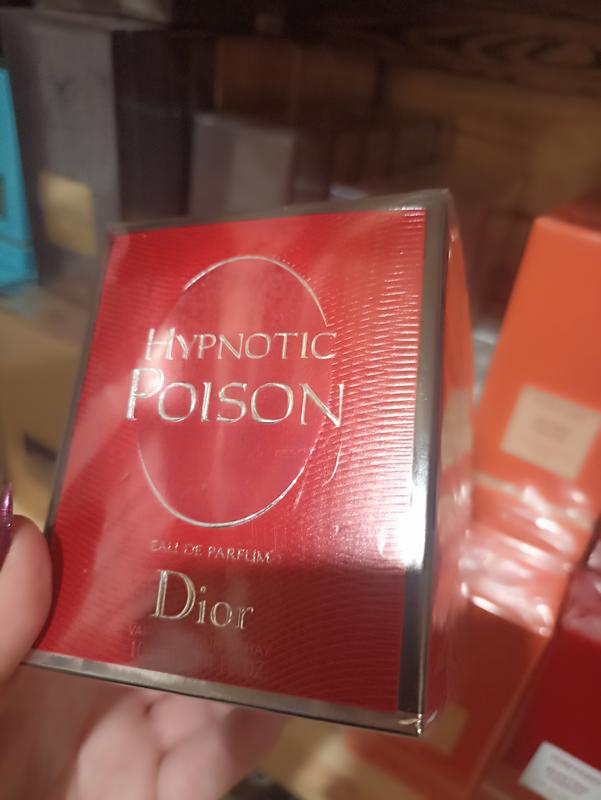 HYPNOTIC
POISON
EAU DE PARFUM
Dior